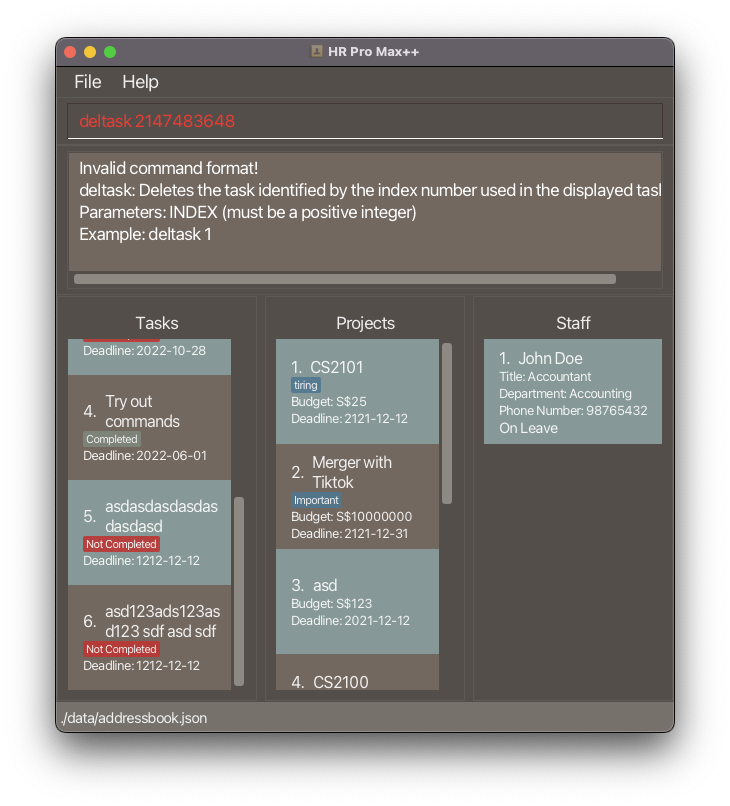 HR Pro Max++
File Help
deltask 2147483648
Invalid command format!
deltask: Deletes the task identified by the index number used in the displayed tasl
Parameters: INDEX (must be a positive integer)
Example: deltask 1
Tasks
Deadline: 2022-10-28
4. Try out
commands
Completed
Deadline: 2022-06-01
5. asdasdasdasdas
dasdasd
Not Completed
Deadline: 1212-12-12
6. asd123ads123as
d123 sdf asd sdf
Not Completed
Deadline: 1212-12-12
Projects
1. CS2101
tiring
Budget: S$25
Deadline: 2121-12-12
2. Merger with
Tiktok
Important
Budget: S$10000000
Deadline: 2121-12-31
3. asd
Budget: S$123
Deadline: 2021-12-12
4. CS2100
Staff
1. John Doe
Title: Accountant
Department: Accounting
Phone Number: 98765432
On Leave
./data/addressbook.json